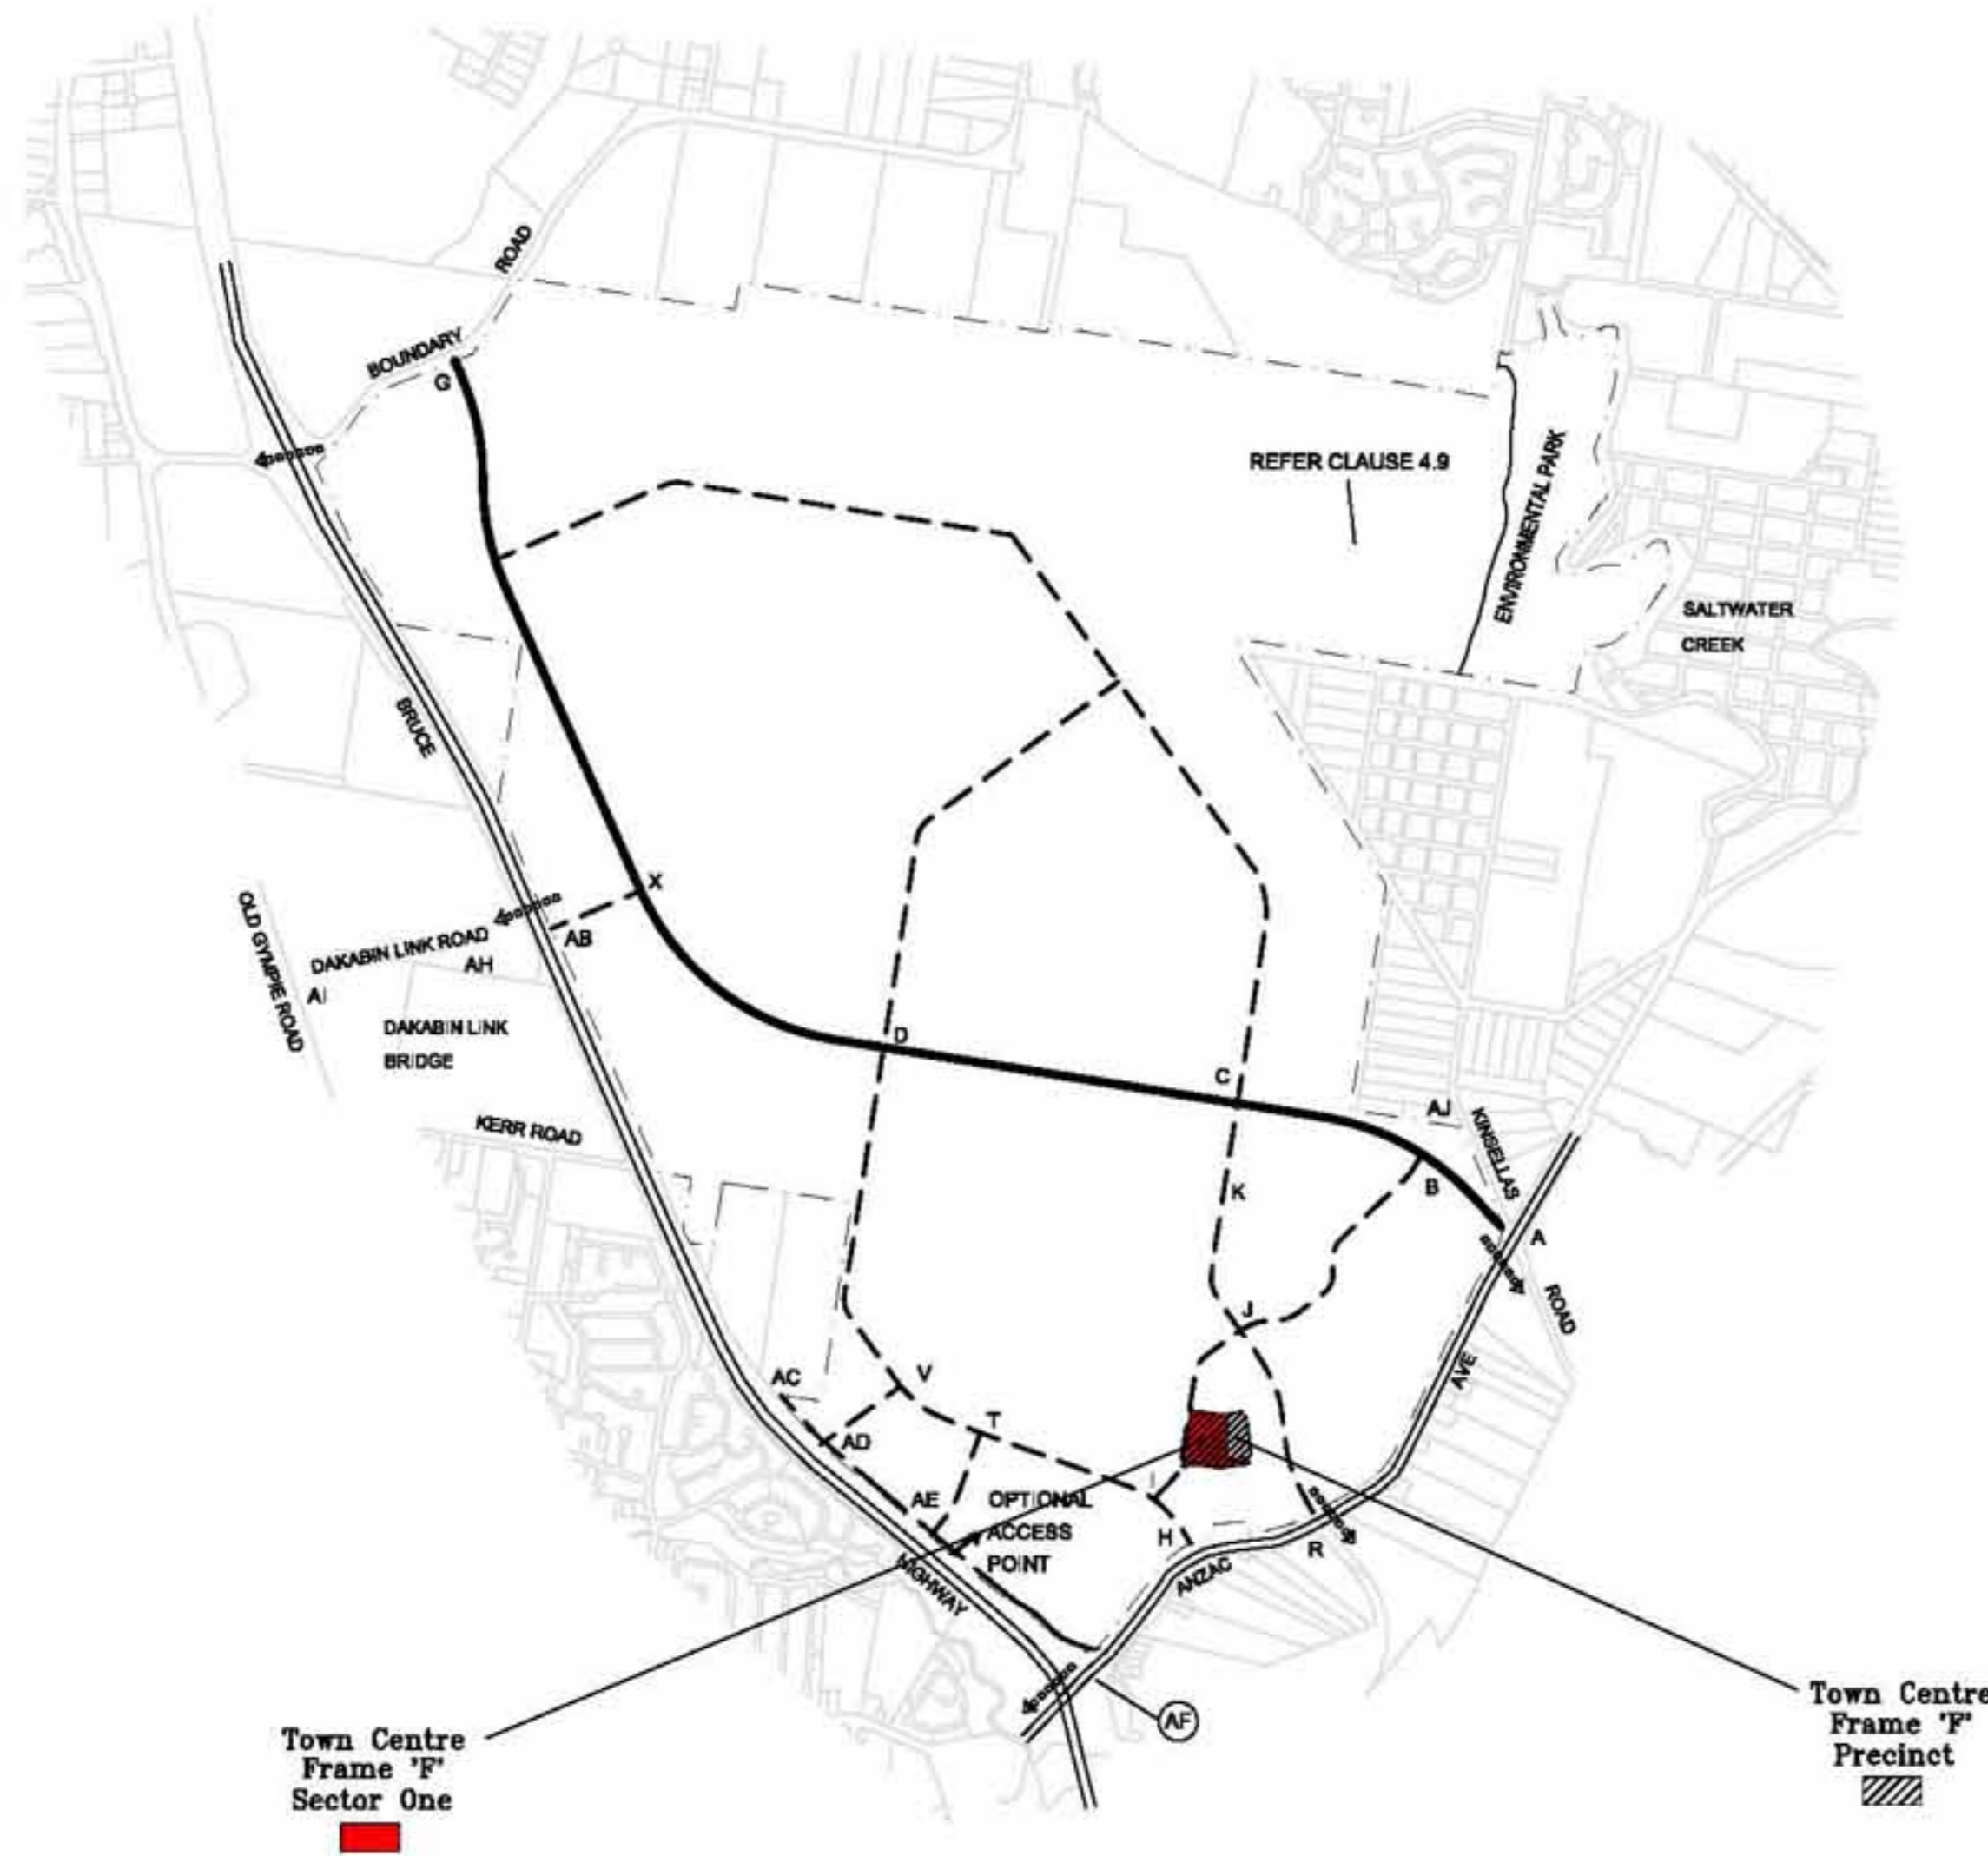 ROAD
BOUNDARY
G
REFER CLAUSE 4.9
ENVIRONMENTAL PARK
SALTWATER
CREEK
BRUCE
X
OLD GYMPIE ROAD
DAKABIN LINK ROAD
AB
AH
AI
DAKABIN LINK
BRIDGE
D
C
KERR ROAD
AJ
KINSELLAS
K
B
A
ROAD
J
AVE
V
AC
T
AD
AE
OPTIONAL
ACCESS
POINT
I
H
R
ANZAC
HIGHWAY
AF
Town Centre
Frame 'F'
Sector One
Town Centre
Frame 'F'
Precinct